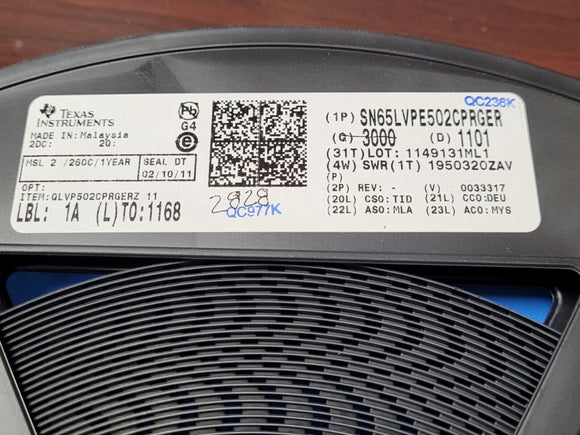 TEXAS
INSTRUMENTS
MADE IN: Malaysia
2DC: 2Q:
MSL 2 /260C/1YEAR
SEAL DT
02/10/11
OPT:
ITEM:QLVP502CPRGERZ 11
LBL: 1A (L)TO:1168
Pb
G4
e
2828
QC977K
QC236K
(1P) SN65LVPE502CPRGER
(Q) 3000 (D) 1101
(31T)LOT: 1149131ML1
(4W) SWR(1T) 1950320ZAV
(P)
(2P) REV: - (V) 0033317
(20L) CSO:TID (21L) CCO:DEU
(22L) ASO:MLA (23L) ACO:MYS